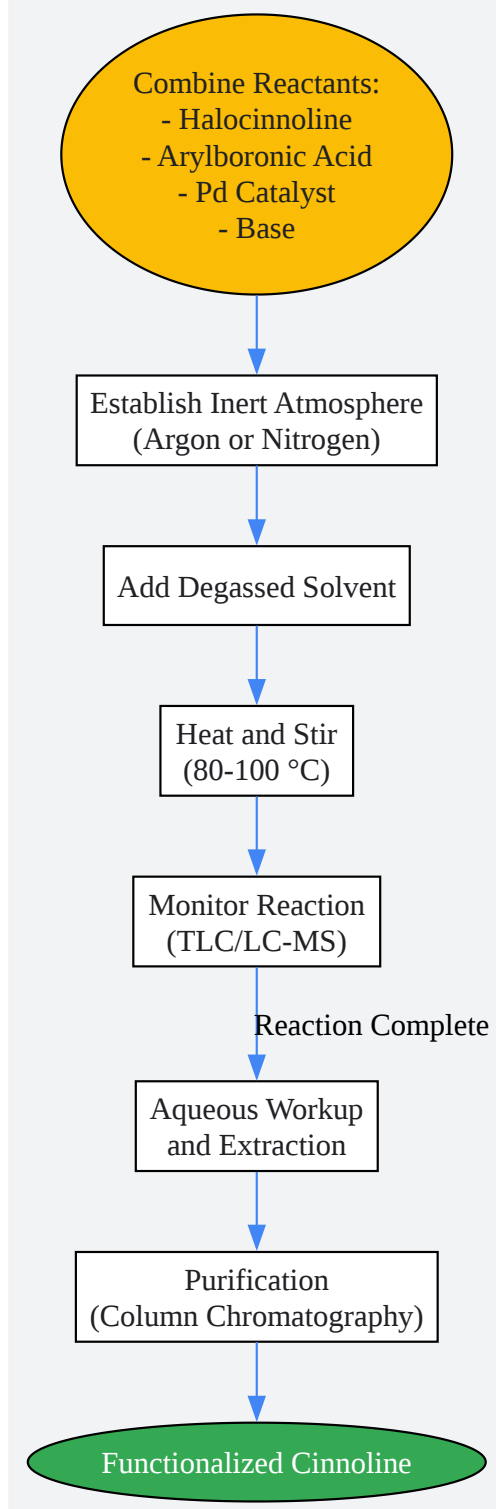 Combine Reactants:
- Halocinnoline
- Arylboronic Acid
- Pd Catalyst
- Base
Establish Inert Atmosphere
(Argon or Nitrogen)
Add Degassed Solvent
Heat and Stir
(80-100 °C)
Monitor Reaction
(TLC/LC-MS)
Reaction Complete
Aqueous Workup
and Extraction
Purification
(Column Chromatography)
Functionalized Cinnoline